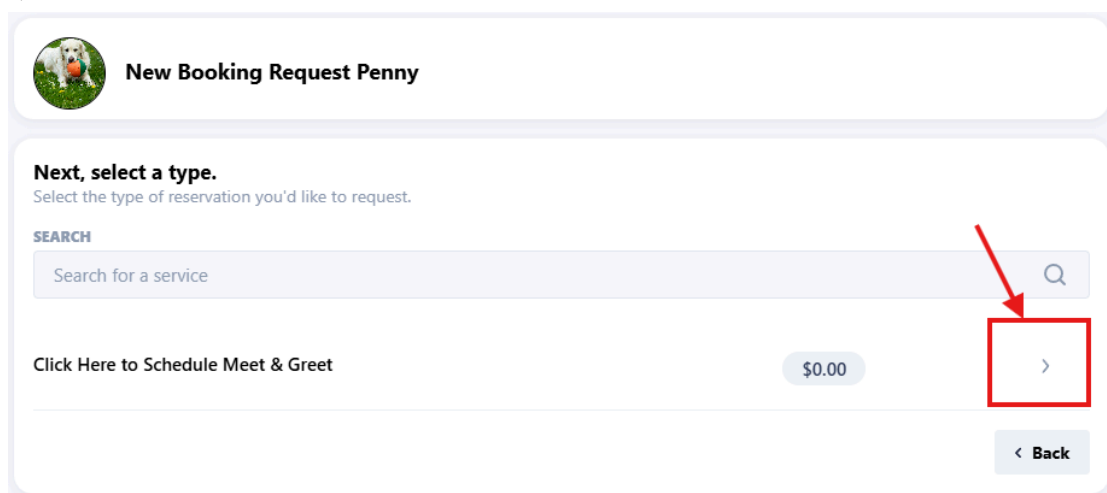 New Booking Request Penny
Next, select a type.
Select the type of reservation you'd like to request.
SEARCH
Search for a service
Click Here to Schedule Meet & Greet
$0.00
Back